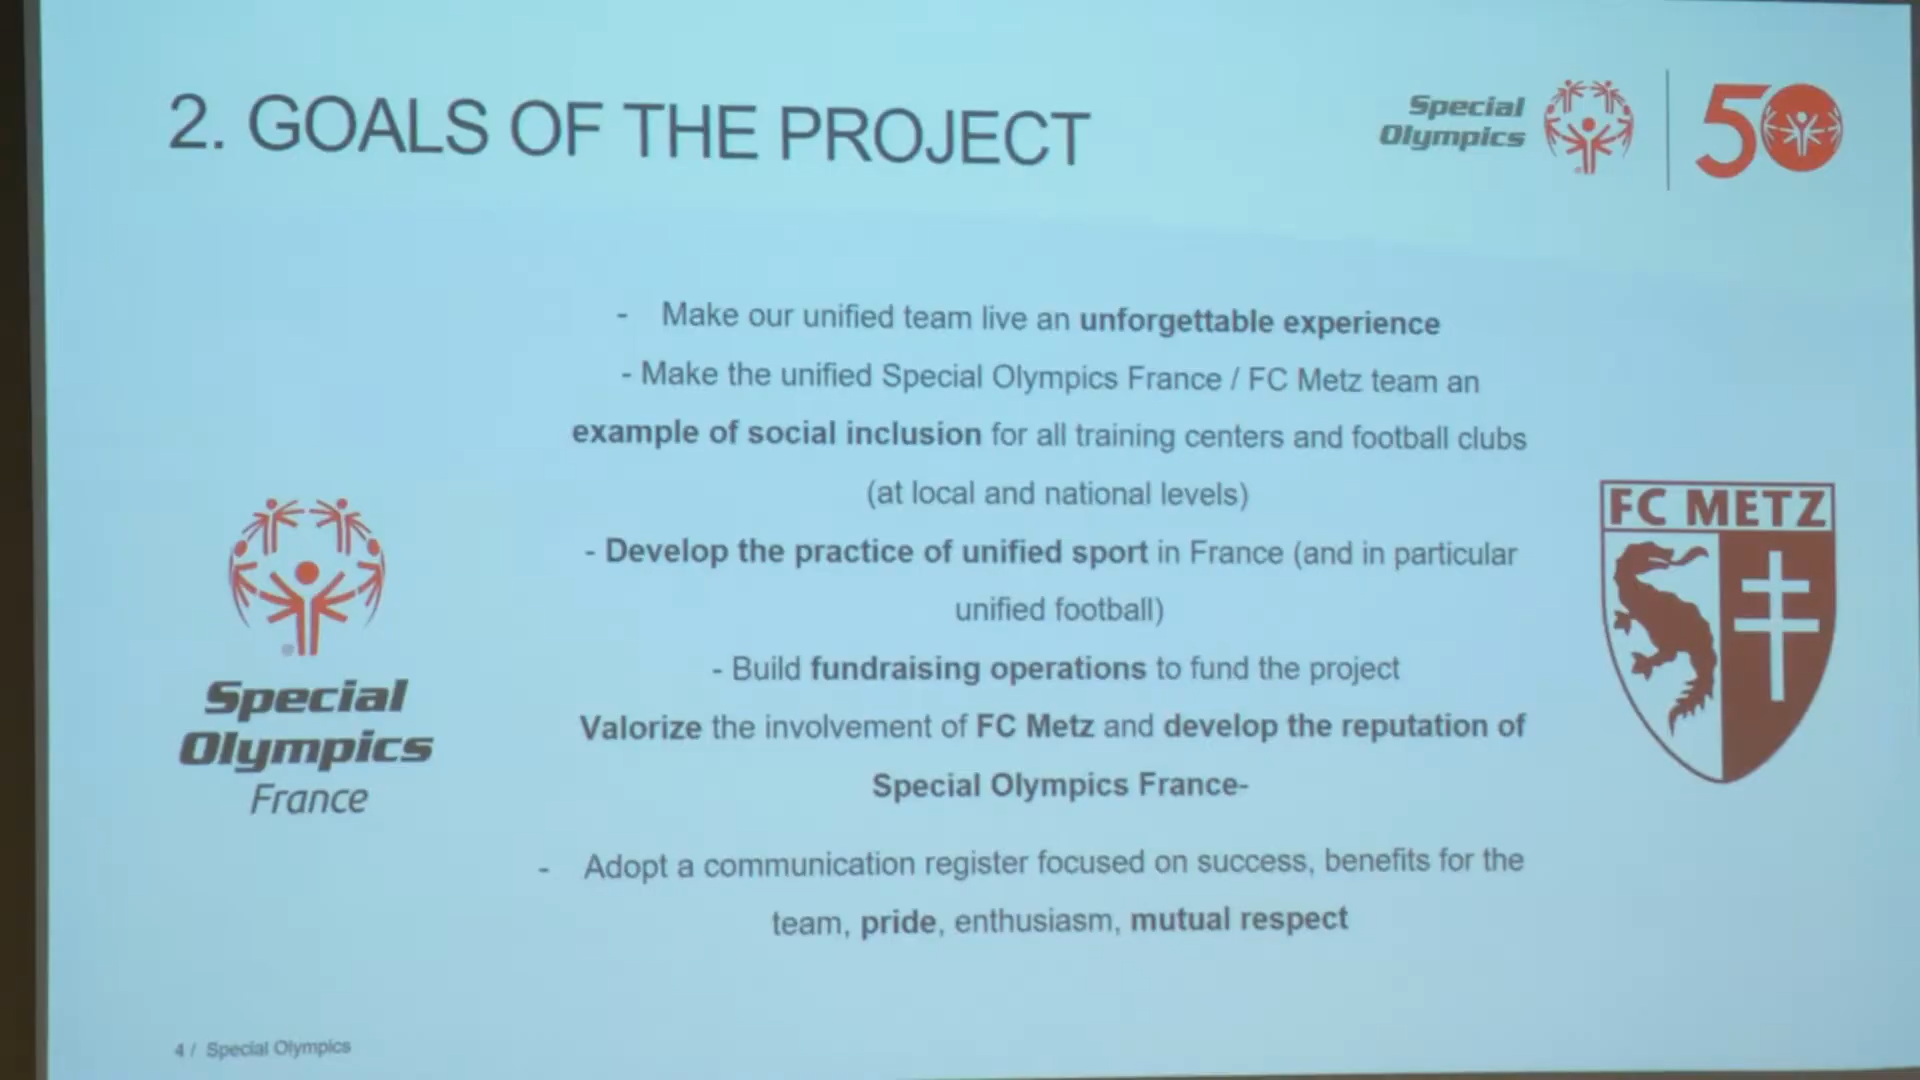 2. GOALS OF THE PROJECT
Special
Olympics
50
- Make our unified team live an unforgettable experience
- Make the unified Special Olympics France / FC Metz team an
example of social inclusion for all training centers and football clubs
(at local and national levels)
- Develop the practice of unified sport in France (and in particular
unified football)
- Build fundraising operations to fund the project
Valorize the involvement of FC Metz and develop the reputation of
Special Olympics France-
- Adopt a communication register focused on success, benefits for the
team, pride, enthusiasm, mutual respect
Special
Olympics
France
FC METZ
4 / Special Olympics